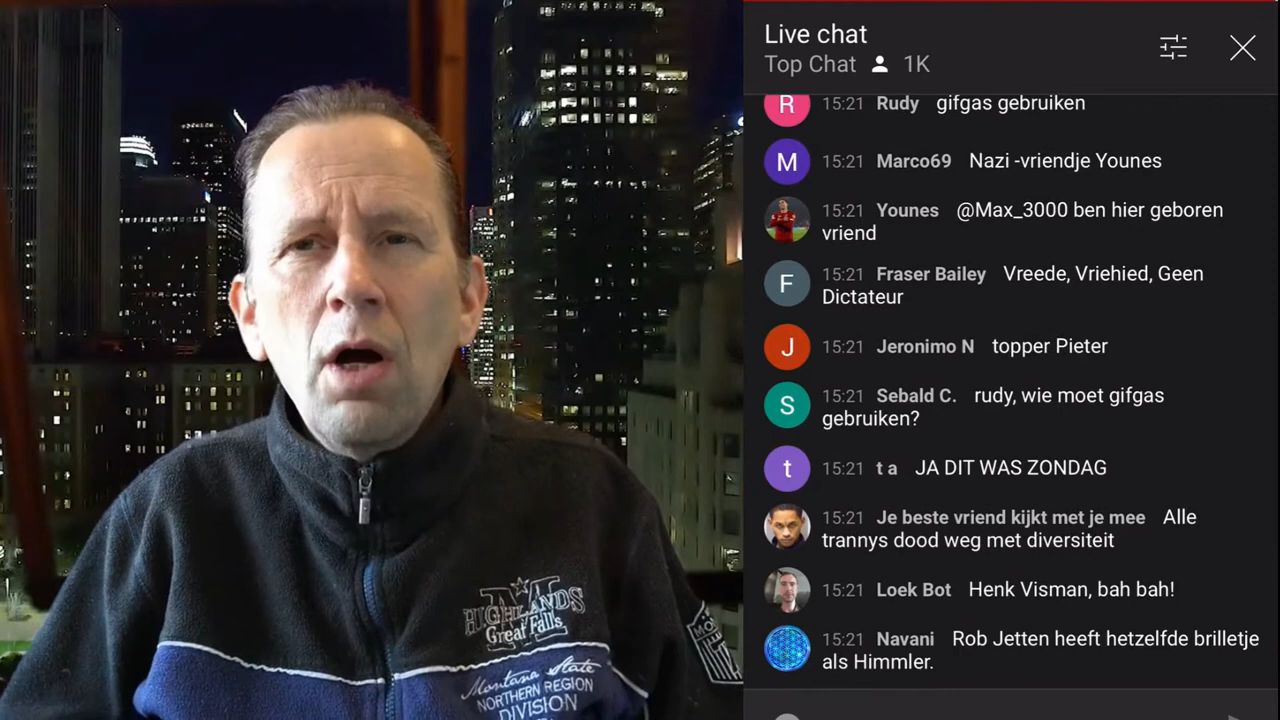 HIGHLANDS
Great Falls
Montana State
NORTHERN REGION
DIVISION
Live chat
Top Chat 1K
R 15:21 Rudy gifgas gebruiken
M 15:21 Marco69 Nazi -vriendje Younes
15:21 Younes @Max_3000 ben hier geboren
vriend
F 15:21 Fraser Bailey Vreede, Vriehied, Geen
Dictateur
J 15:21 Jeronimo N topper Pieter
S 15:21 Sebald C. rudy, wie moet gifgas
gebruiken?
t 15:21 t a JA DIT WAS ZONDAG
15:21 Je beste vriend kijkt met je mee Alle
trannys dood weg met diversiteit
15:21 Loek Bot Henk Visman, bah bah!
15:21 Navani Rob Jetten heeft hetzelfde brilletje
als Himmler.